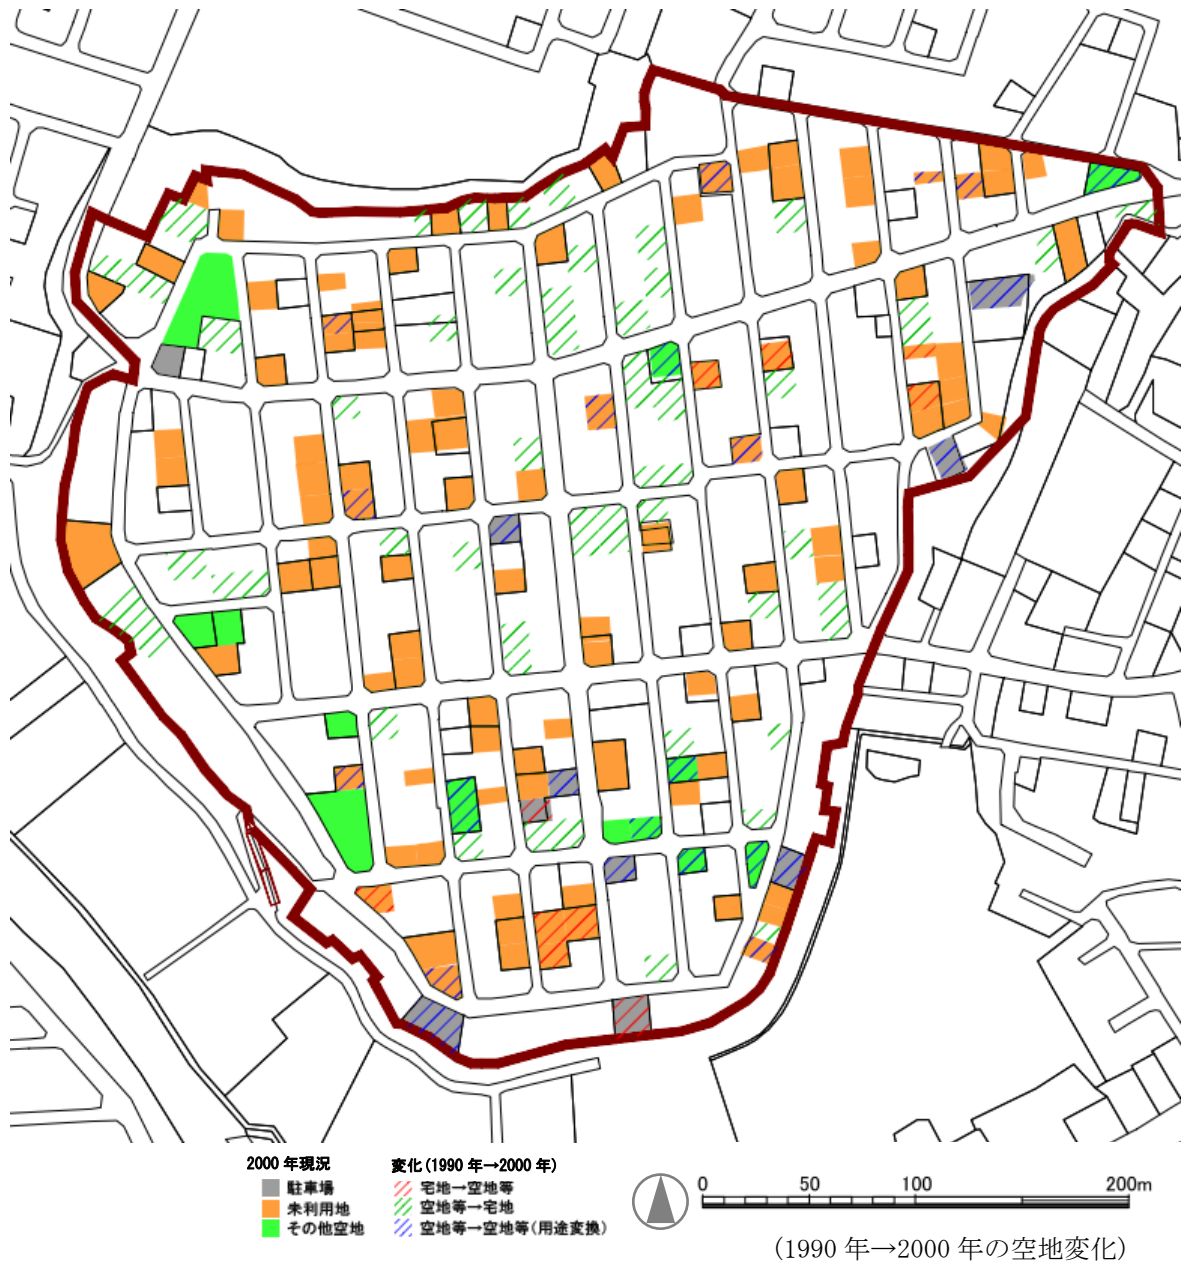 2000 年現況
駐車場
未利用地
その他空地
変化(1990 年→2000 年)
宅地→空地等
空地等→宅地
空地等→空地等(用途変換)
0 50 100 200m
(1990 年→2000 年の空地変化)